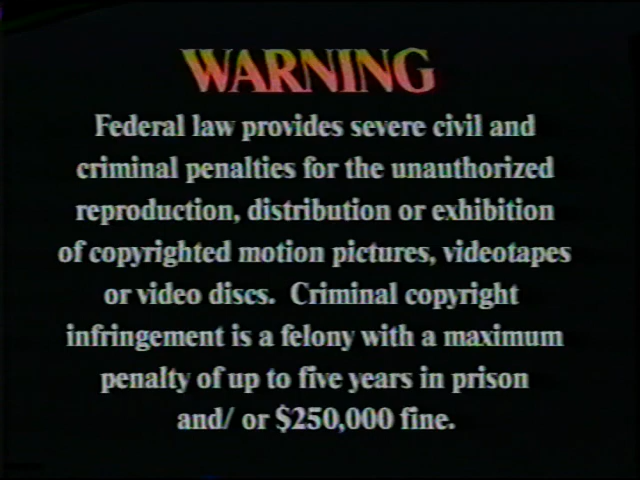 WARNING
Federal law provides severe civil and
criminal penalties for the unauthorized
reproduction, distribution or exhibition
of copyrighted motion pictures, videotapes
or video discs.  Criminal copyright
infringement is a felony with a maximum
penalty of up to five years in prison
and/ or $250,000 fine.